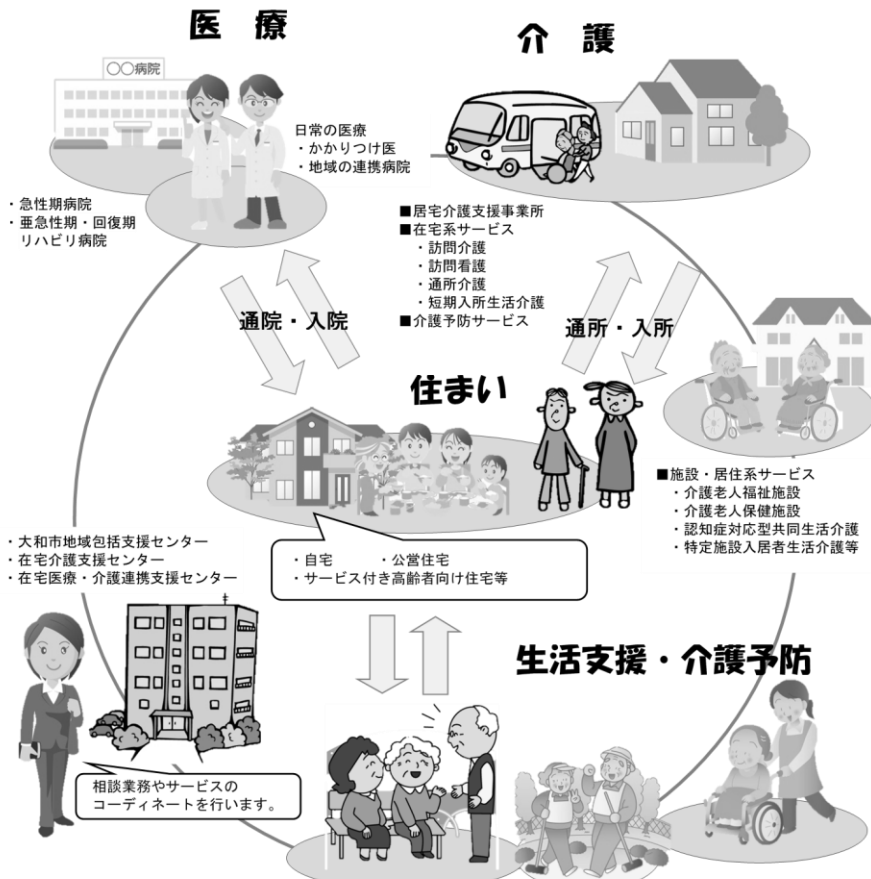 医 療
○○病院
日常の医療
・かかりつけ医
・地域の連携病院
・急性期病院
・亜急性期・回復期
リハビリ病院
介 護
■居宅介護支援事業所
■在宅系サービス
・訪問介護
・訪問看護
・通所介護
・短期入所生活介護
■介護予防サービス
通院・入院
通所・入所
住まい
■施設・居住系サービス
・介護老人福祉施設
・介護老人保健施設
・認知症対応型共同生活介護
・特定施設入居者生活介護等
・自宅 ・公営住宅
・サービス付き高齢者向け住宅等
・大和市地域包括支援センター
・在宅介護支援センター
・在宅医療・介護連携支援センター
相談業務やサービスの
コーディネートを行います。
生活支援・介護予防